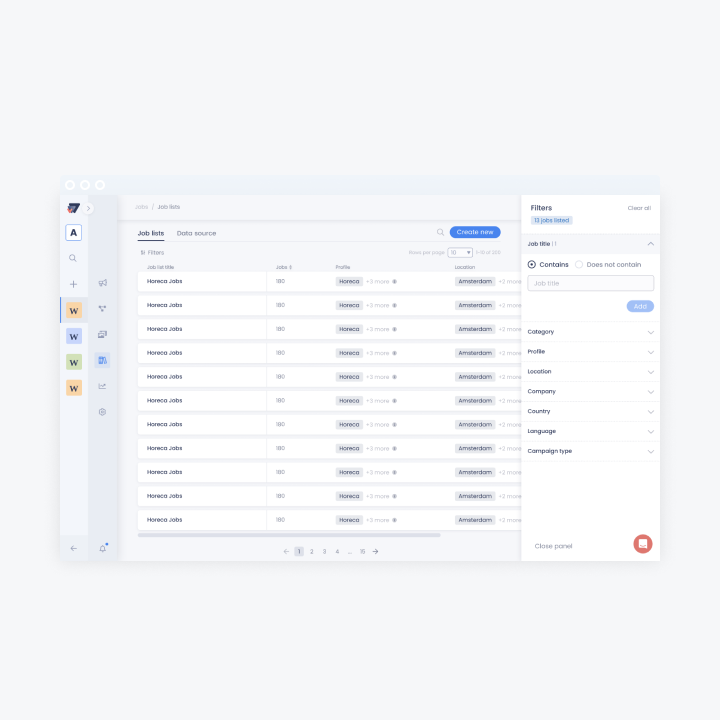 Jobs / Job lists
A
W
W
W
W
Job lists Data source
Create new
Filters
Rows per page: 10
Job list title Jobs Profile Location
Horeca Jobs 180 Horeca +3 more Amsterdam +2 more
Horeca Jobs 180 Horeca +3 more Amsterdam +2 more
Horeca Jobs 180 Horeca +3 more Amsterdam +2 more
Horeca Jobs 180 Horeca +3 more Amsterdam +2 more
Horeca Jobs 180 Horeca +3 more Amsterdam +2 more
Horeca Jobs 180 Horeca +3 more Amsterdam +2 more
Horeca Jobs 180 Horeca +3 more Amsterdam +2 more
Horeca Jobs 180 Horeca +3 more Amsterdam +2 more
Horeca Jobs 180 Horeca +3 more Amsterdam +2 more
Horeca Jobs 180 Horeca +3 more Amsterdam +2 more
Horeca Jobs 180 Horeca +3 more Amsterdam +2 more
1 2 3 4 ... 15
Filters Clear all
13 jobs listed
Job title | 1
Contains Does not contain
Job title
Add
Category
Profile
Location
Company
Country
Language
Campaign type
Close panel